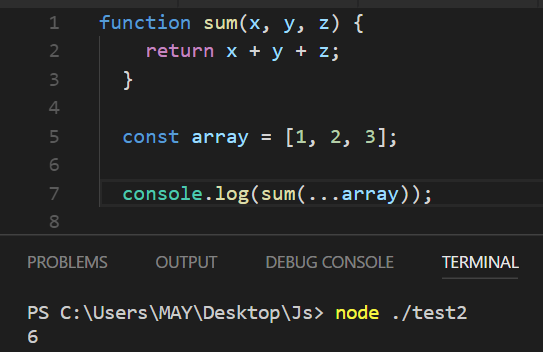 1 function sum(x, y, z) {
2 return x + y + z;
3 }
4
5 const array = [1, 2, 3];
6
7 console.log(sum(...array));
8
PROBLEMS OUTPUT DEBUG CONSOLE TERMINAL
PS C:\Users\MAY\Desktop\Js> node ./test2
6